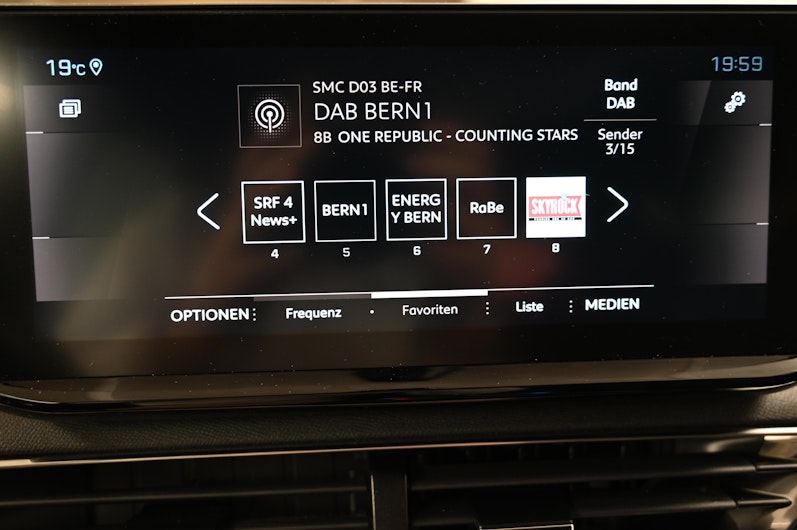 19°C
19:59
SMC D03 BE-FR
DAB BERN1
8B ONE REPUBLIC - COUNTING STARS
Band
DAB
Sender
3/15
SRF 4
News+
BERN1
ENERG
Y BERN
RaBe
SKYROCK
4
5
6
7
8
OPTIONEN
Frequenz
Favoriten
Liste
MEDIEN